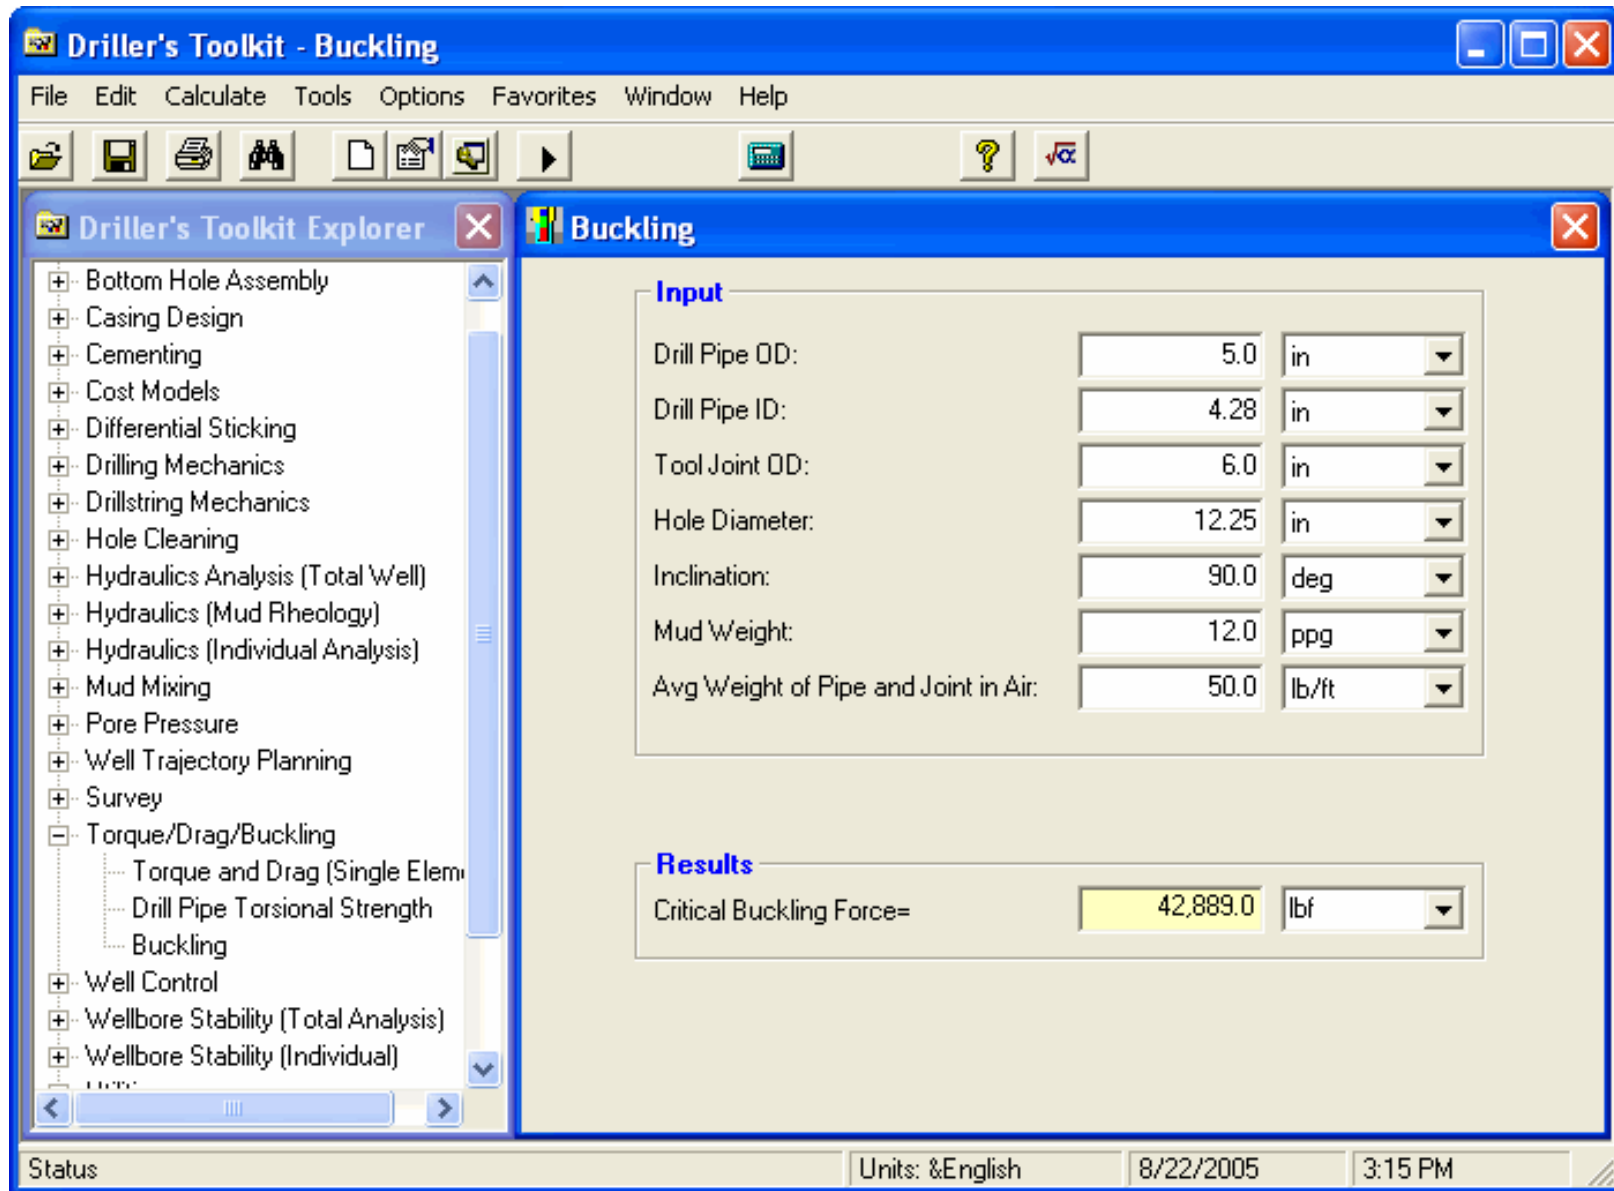 Driller's Toolkit - Buckling
File Edit Calculate Tools Options Favorites Window Help
Driller's Toolkit Explorer
Bottom Hole Assembly
Casing Design
Cementing
Cost Models
Differential Sticking
Drilling Mechanics
Drillstring Mechanics
Hole Cleaning
Hydraulics Analysis (Total Well)
Hydraulics (Mud Rheology)
Hydraulics (Individual Analysis)
Mud Mixing
Pore Pressure
Well Trajectory Planning
Survey
Torque/Drag/Buckling
Torque and Drag (Single Elem
Drill Pipe Torsional Strength
Buckling
Well Control
Wellbore Stability (Total Analysis)
Wellbore Stability (Individual)
Buckling
Input
Drill Pipe OD: 5.0 in
Drill Pipe ID: 4.28 in
Tool Joint OD: 6.0 in
Hole Diameter: 12.25 in
Inclination: 90.0 deg
Mud Weight: 12.0 ppg
Avg Weight of Pipe and Joint in Air: 50.0 lb/ft
Results
Critical Buckling Force= 42,889.0 lbf
Status Units: &English 8/22/2005 3:15 PM